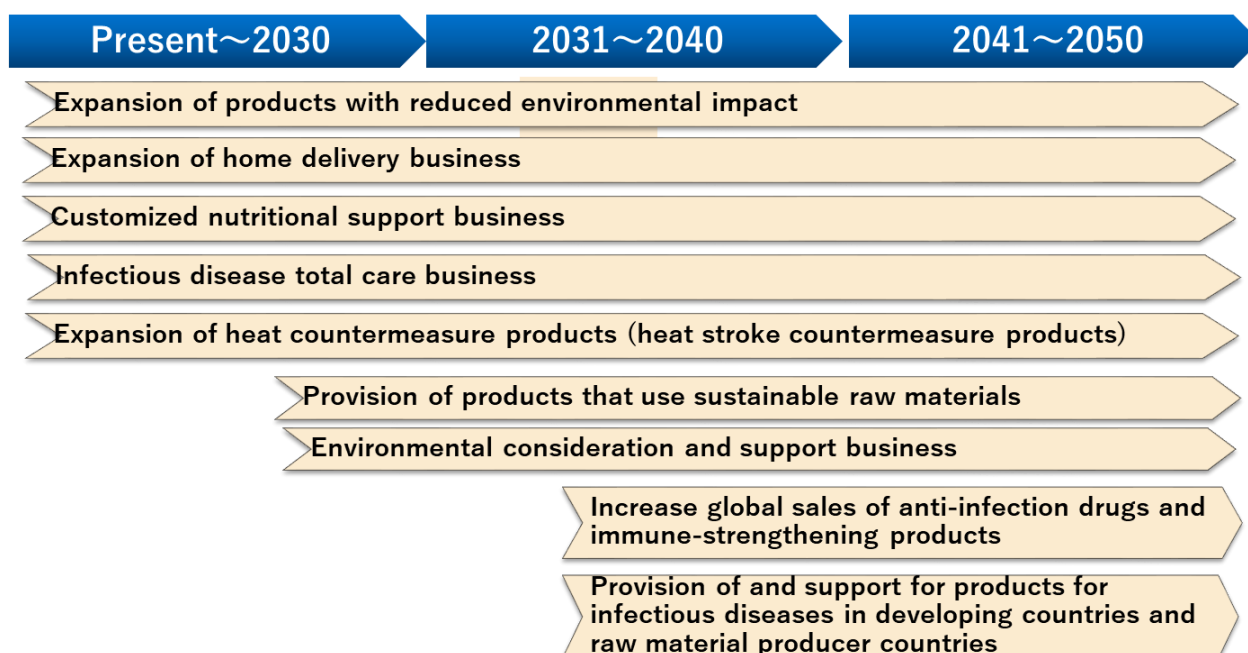 Present～2030
2031～2040
2041～2050
Expansion of products with reduced environmental impact
Expansion of home delivery business
Customized nutritional support business
Infectious disease total care business
Expansion of heat countermeasure products (heat stroke countermeasure products)
Provision of products that use sustainable raw materials
Environmental consideration and support business
Increase global sales of anti-infection drugs and
immune-strengthening products
Provision of and support for products for
infectious diseases in developing countries and
raw material producer countries